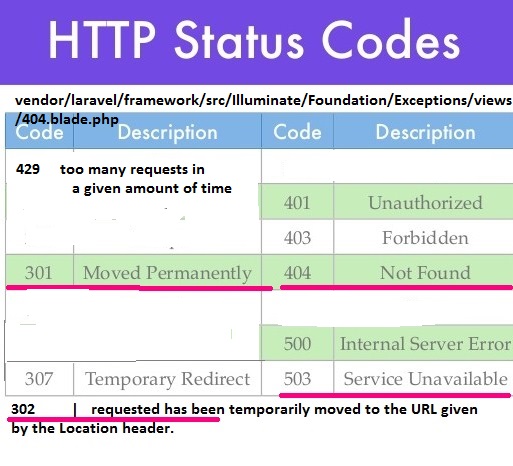 HTTP Status Codes
vendor/laravel/framework/src/Illuminate/Foundation/Exceptions/views
/404.blade.php
Code Description Code Description
429 too many requests in
a given amount of time
401 Unauthorized
403 Forbidden
301 Moved Permanently 404 Not Found
500 Internal Server Error
307 Temporary Redirect 503 Service Unavailable
302 | requested has been temporarily moved to the URL given
by the Location header.